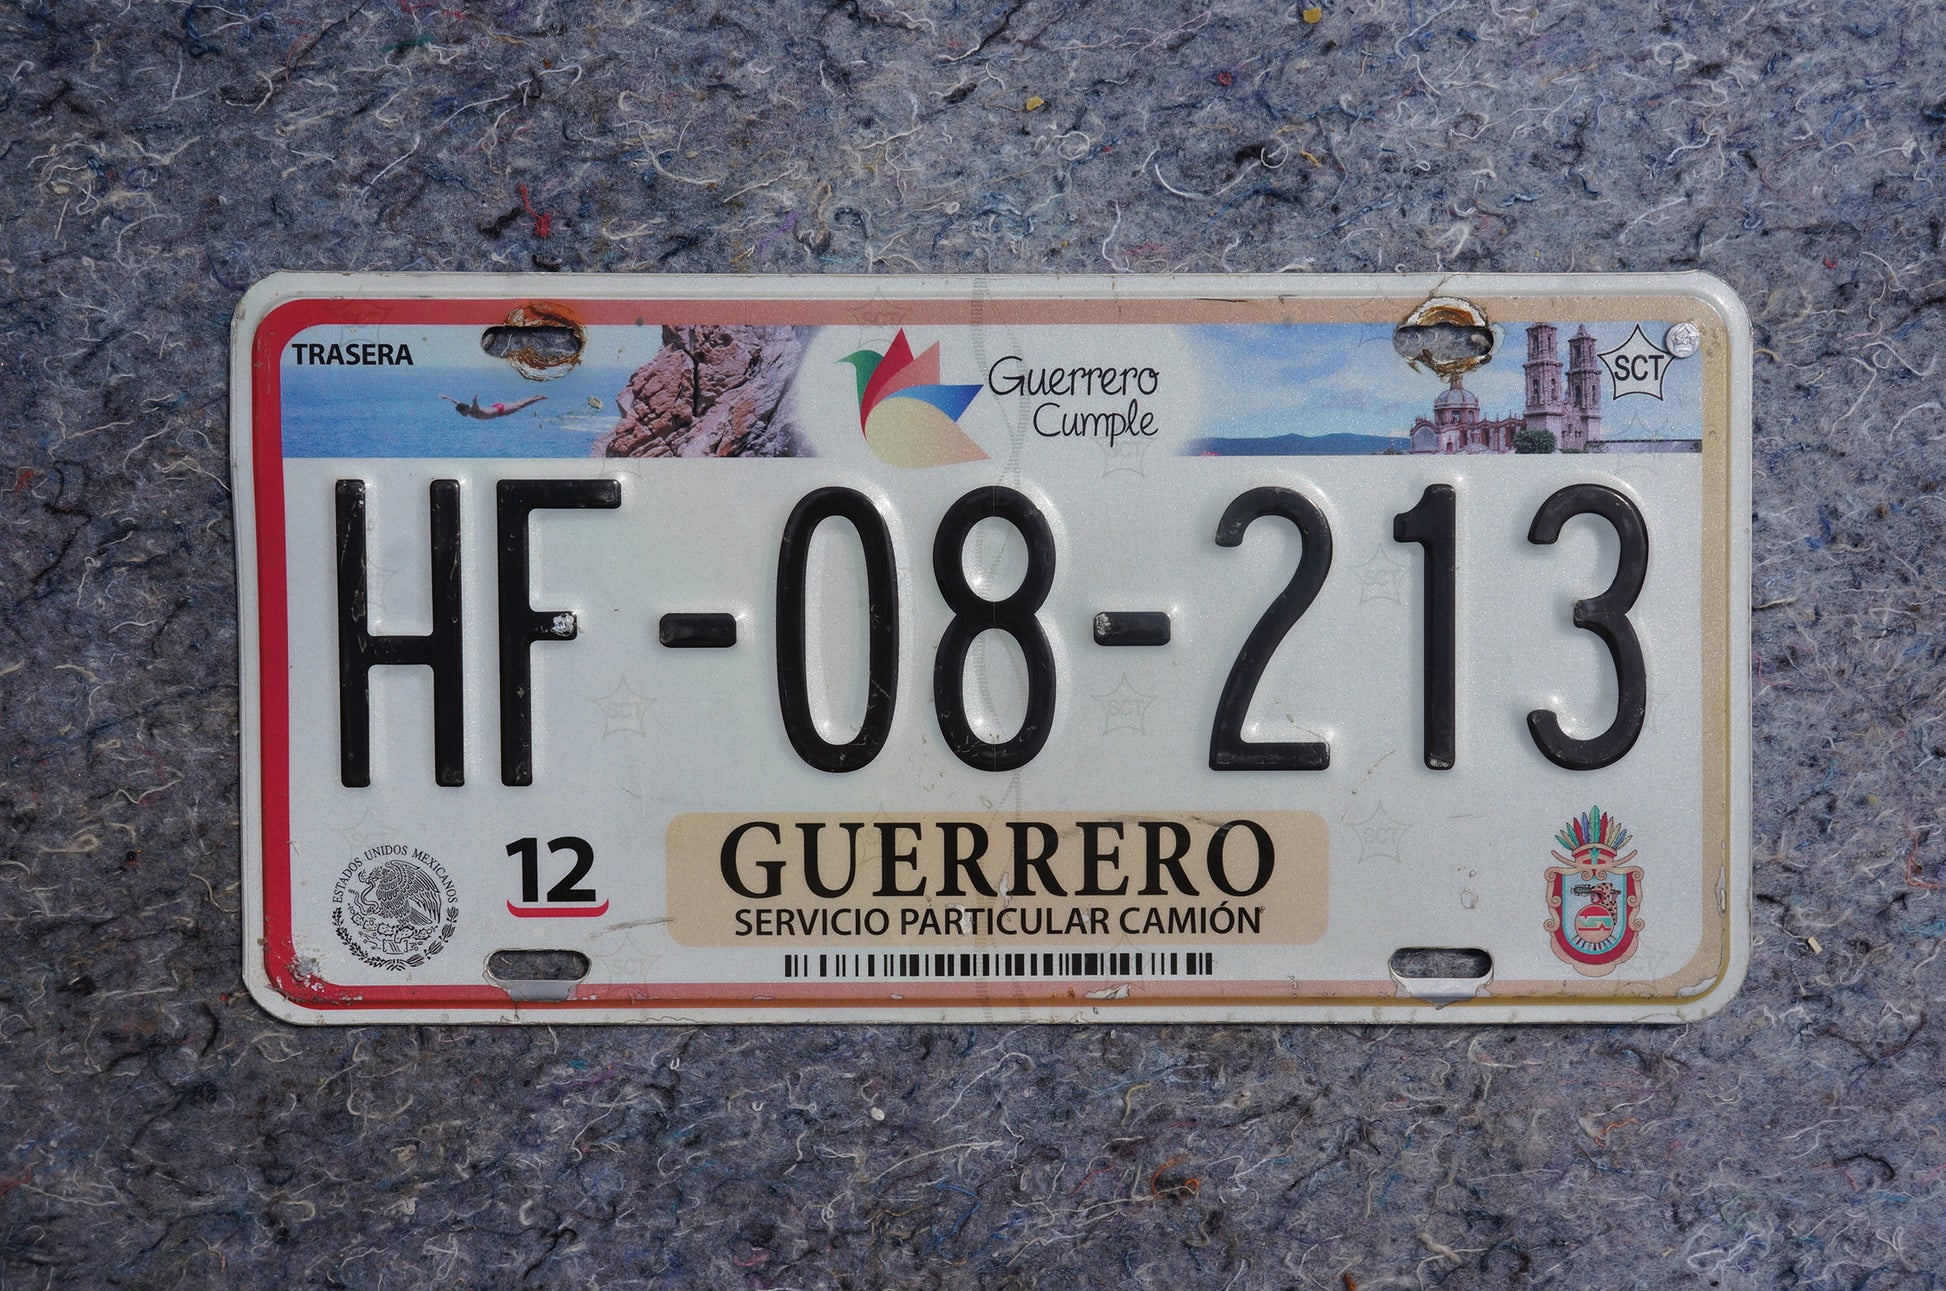 TRASERA
Guerrero
Cumple
SCT
HF-08-213
ESTADOS UNIDOS MEXICANOS
12
GUERRERO
SERVICIO PARTICULAR CAMIÓN